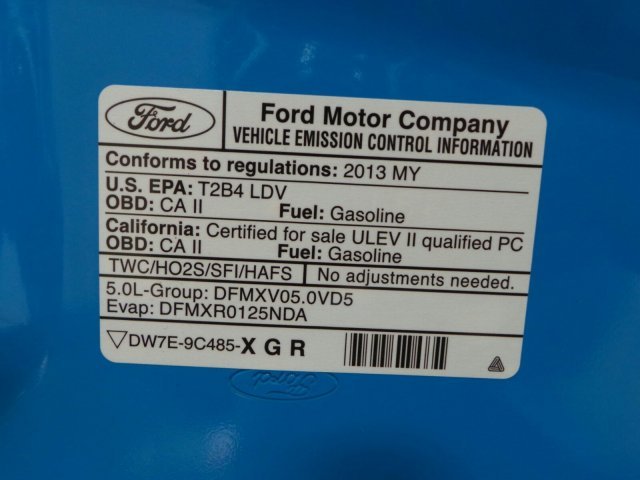 Ford
Ford Motor Company
VEHICLE EMISSION CONTROL INFORMATION
Conforms to regulations: 2013 MY
U.S. EPA: T2B4 LDV
OBD: CA II Fuel: Gasoline
California: Certified for sale ULEV II qualified PC
OBD: CA II Fuel: Gasoline
TWC/HO2S/SFI/HAFS No adjustments needed.
5.0L-Group: DFMXV05.0VD5
Evap: DFMXR0125NDA
DW7E-9C485-X G R
Ford